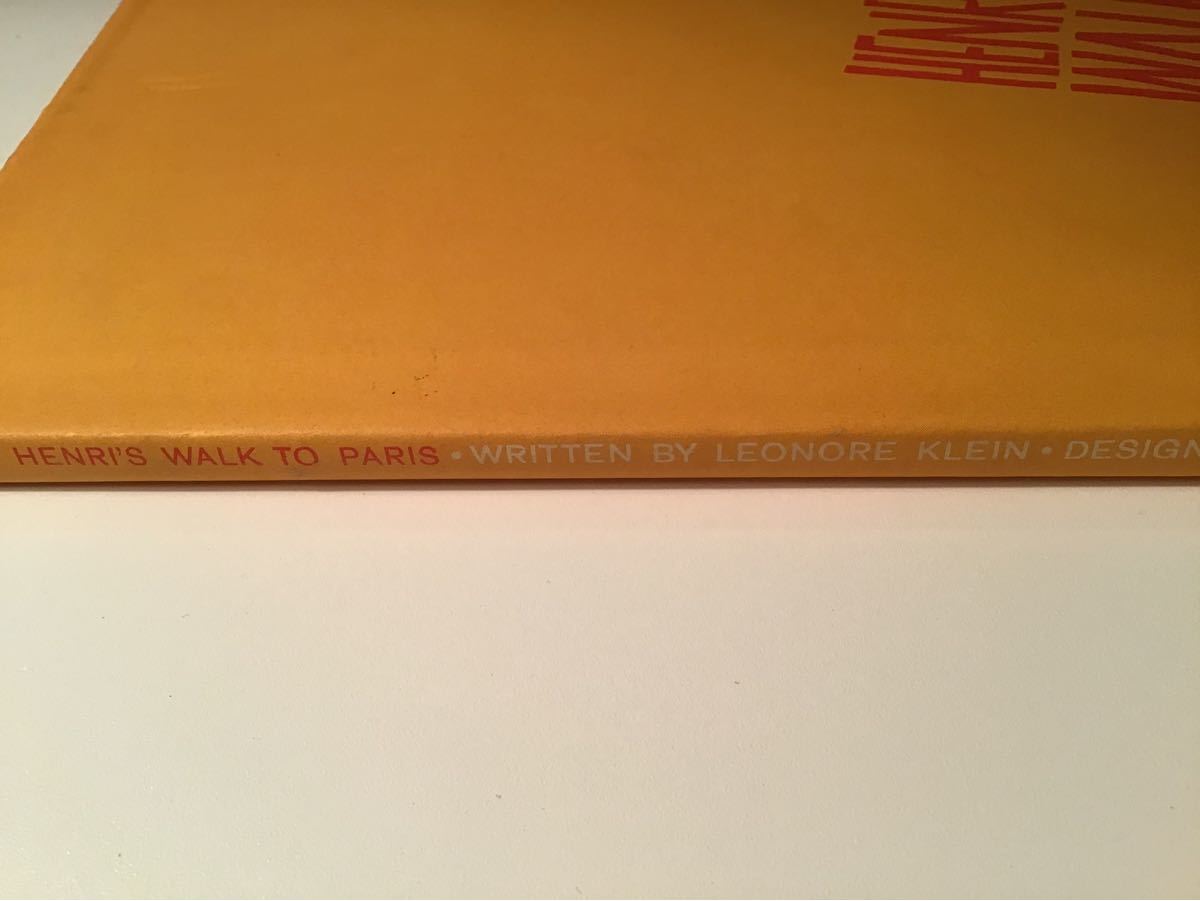 HENRI'S WALK TO PARIS • WRITTEN BY LEONORE KLEIN • DESIGN